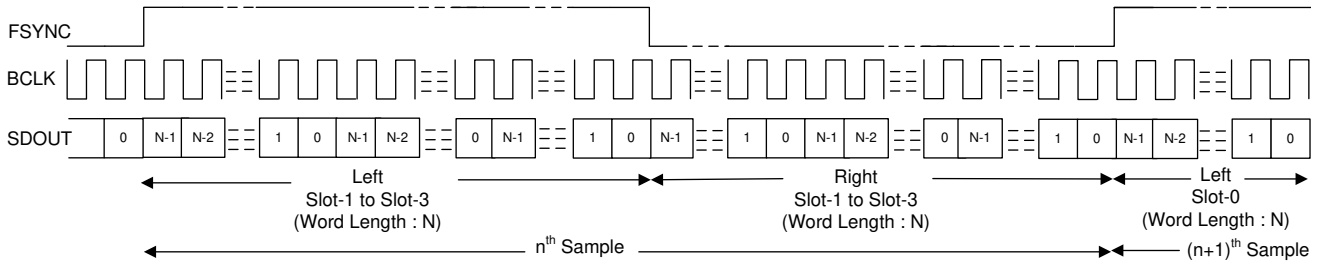 FSYNC
BCLK
SDOUT
0 N-1 N-2 1 0 N-1 N-2 0 N-1 1 0 N-1 1 0 N-1 N-2 0 N-1 1 0 N-1 N-2 1 0
Left
Slot-1 to Slot-3
(Word Length : N)
Right
Slot-1 to Slot-3
(Word Length : N)
Left
Slot-0
(Word Length : N)
nth Sample
(n+1)th Sample